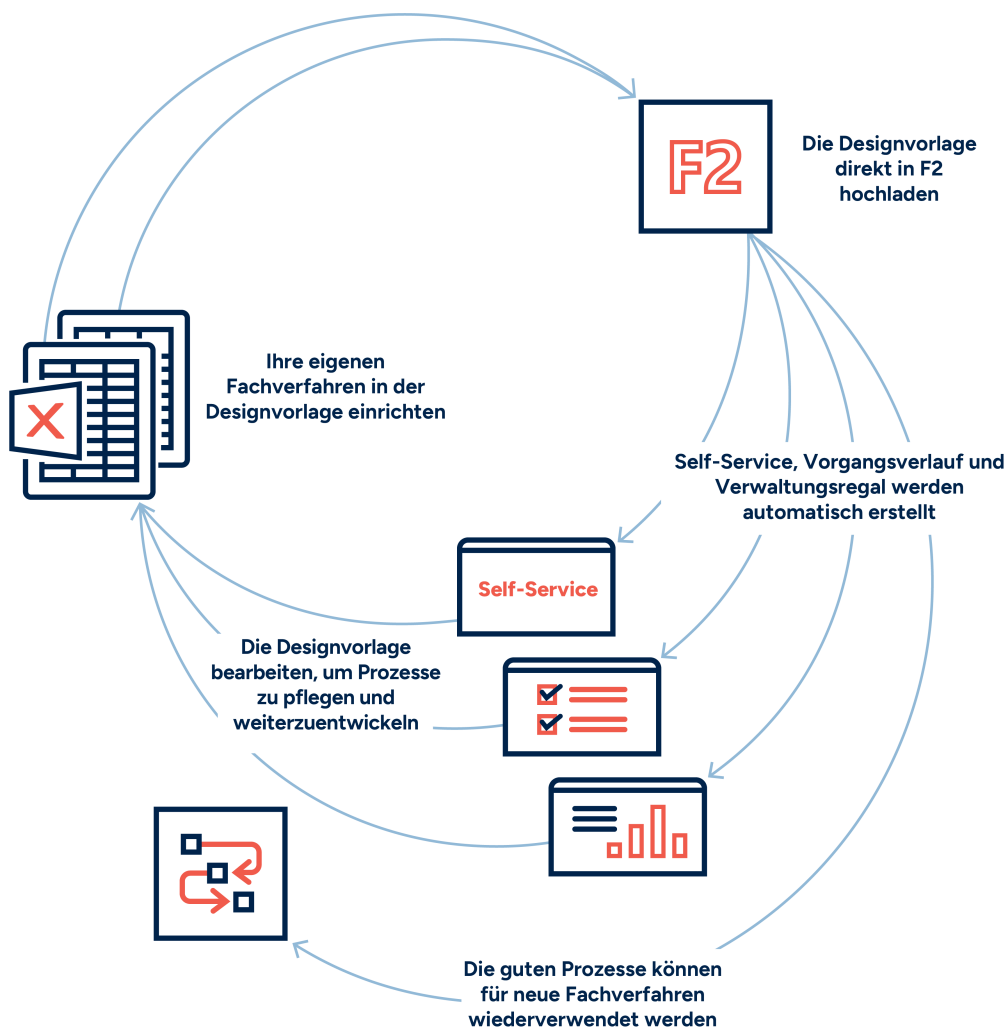 F2
Die Designvorlage
direkt in F2
hochladen
Ihre eigenen
Fachverfahren in der
Designvorlage einrichten
X
Self-Service, Vorgangsverlauf und
Verwaltungsregal werden
automatisch erstellt
Self-Service
Die Designvorlage
bearbeiten, um Prozesse
zu pflegen und
weiterzuentwickeln
Die guten Prozesse können
für neue Fachverfahren
wiederverwendet werden